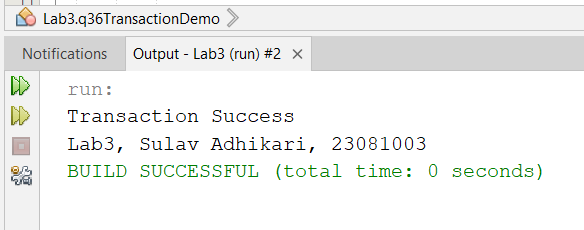 Lab3.q36TransactionDemo
Notifications
Output - Lab3 (run) #2
run:
Transaction Success
Lab3, Sulav Adhikari, 23081003
BUILD SUCCESSFUL (total time: 0 seconds)